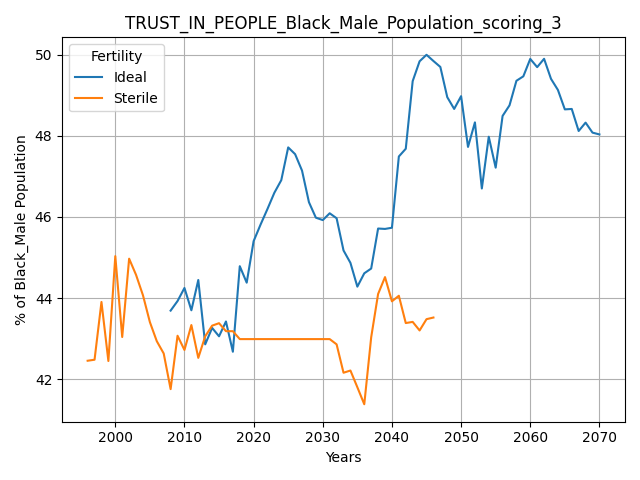 TRUST_IN_PEOPLE_Black_Male_Population_scoring_3
Fertility
Ideal
Sterile
% of Black_Male Population
50
48
46
44
42
2000
2010
2020
2030
2040
2050
2060
2070
Years